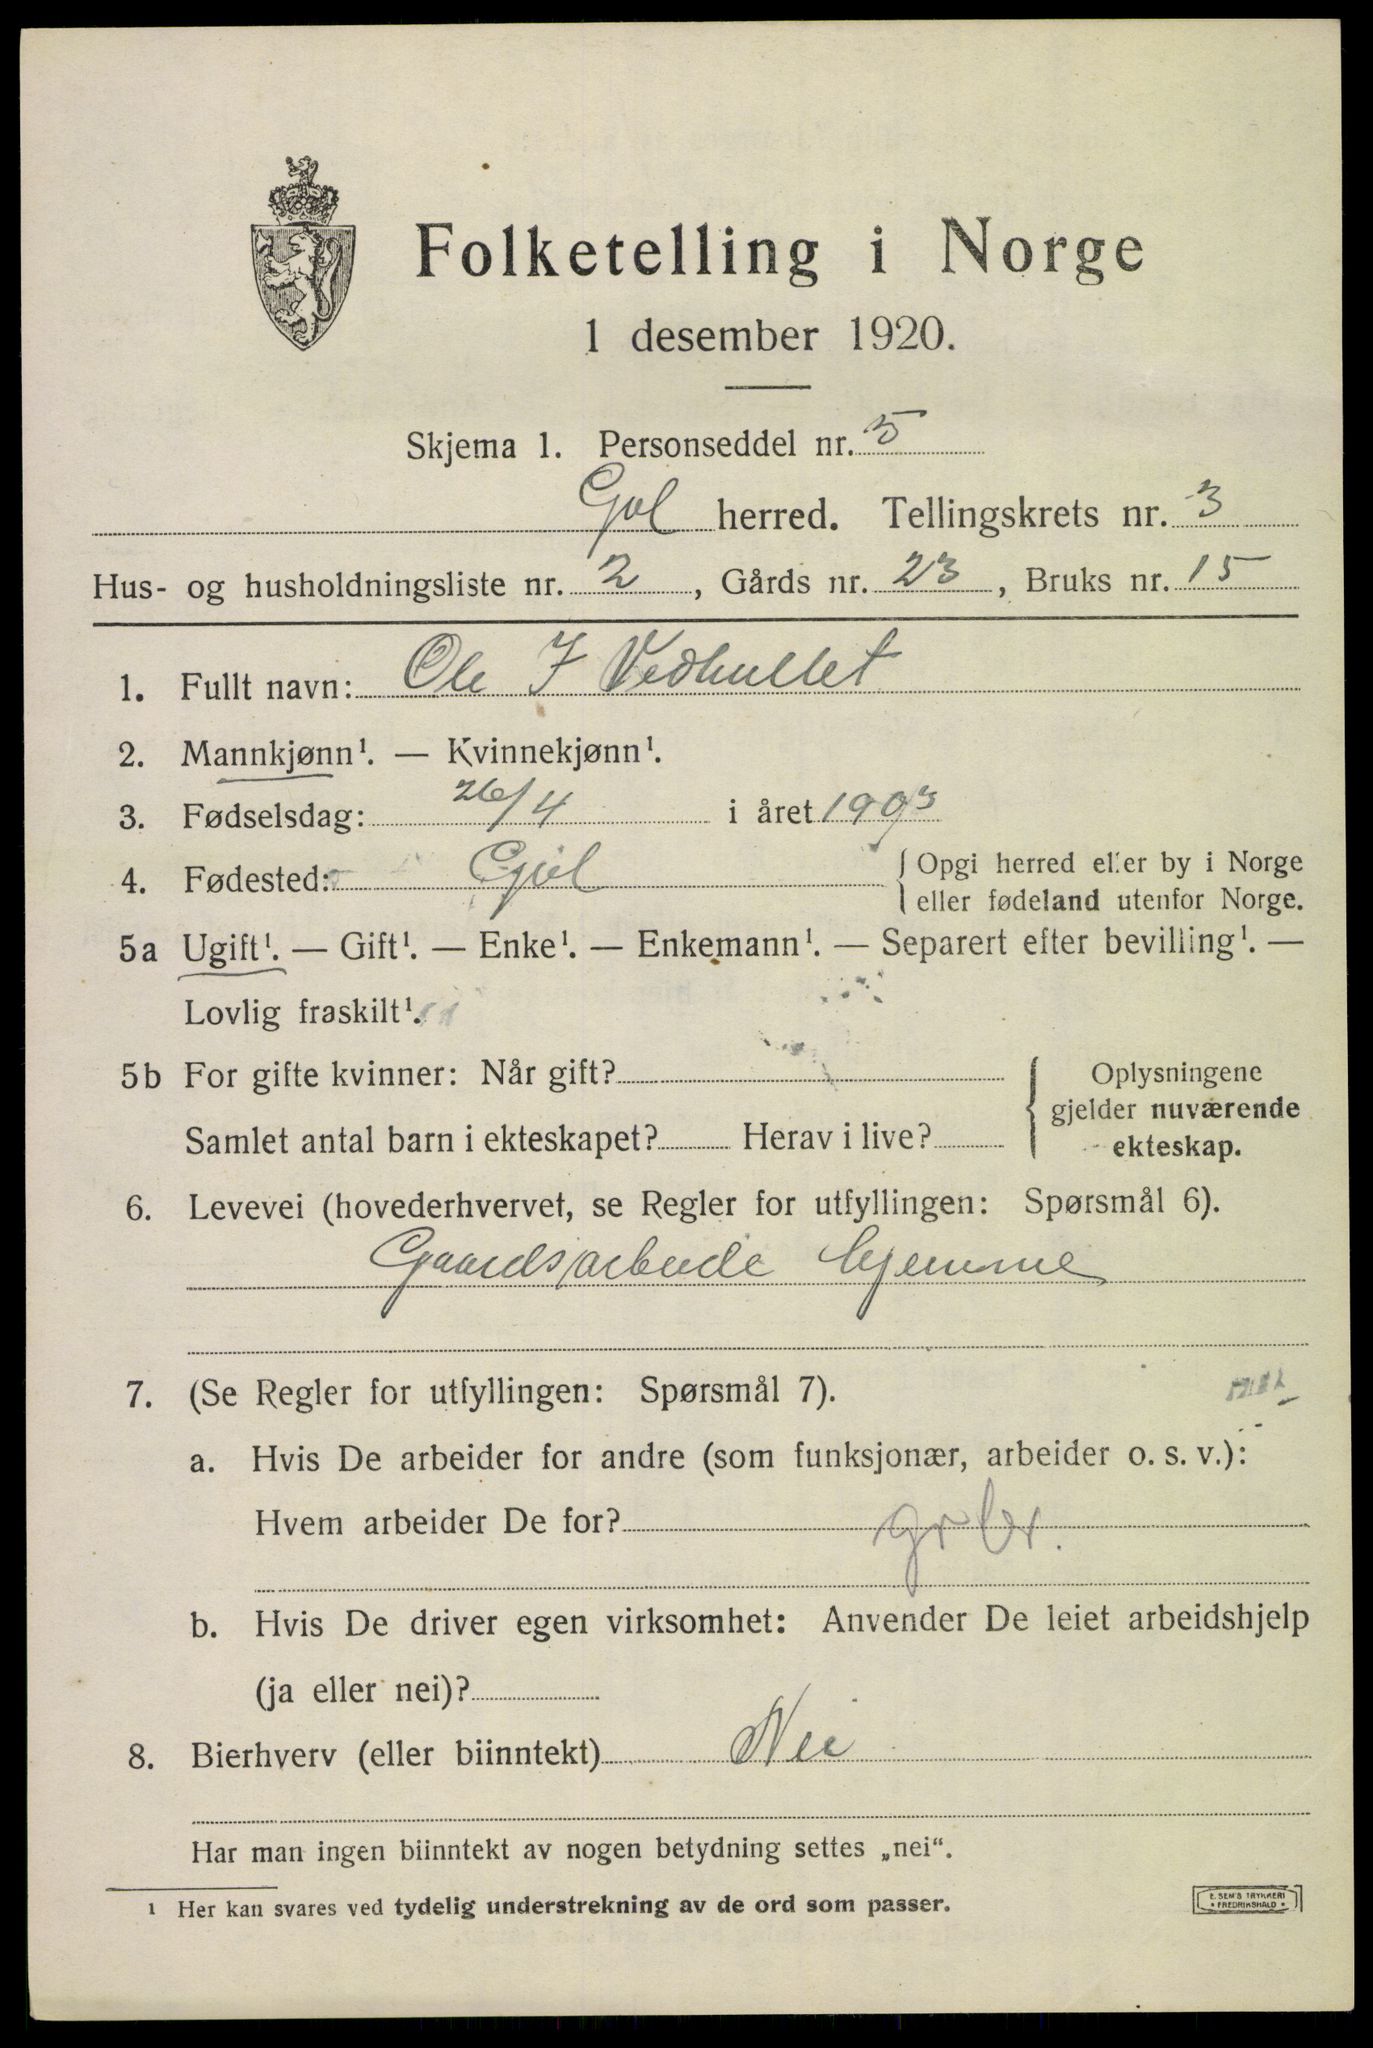 Folketelling i Norge
1 desember 1920.
Skjema 1. Personseddel nr. 5
Gol herred. Tellingskrets nr. 3
Hus- og husholdningsliste nr. 2, Gårds nr. 23, Bruks nr. 15
1. Fullt navn: Ole J Vedhullet
2. Mannkjønn¹. — Kvinnekjønn¹.
3. Fødselsdag: 26/4 i året 1903
4. Fødested: Gol { Opgi herred eller by i Norge
eller fødeland utenfor Norge.
5a Ugift¹. — Gift¹. — Enke¹. — Enkemann¹. — Separert efter bevilling¹. —
Lovlig fraskilt¹.
5b For gifte kvinner: Når gift? { Oplysningene
gjelder nuværende
Samlet antal barn i ekteskapet? Herav i live? ekteskap.
6. Levevei (hovederhvervet, se Regler for utfyllingen: Spørsmål 6).
Gaardsarbeide hjemme
7. (Se Regler for utfyllingen: Spørsmål 7).
a. Hvis De arbeider for andre (som funksjonær, arbeider o. s. v.):
Hvem arbeider De for? gr br.
b. Hvis De driver egen virksomhet: Anvender De leiet arbeidshjelp
(ja eller nei)?
8. Bierhverv (eller biinntekt) Nei
Har man ingen biinntekt av nogen betydning settes „nei“.
¹ Her kan svares ved tydelig understrekning av de ord som passer.
E. SEM'S TRYKKERI
* FREDRIKSHALD *